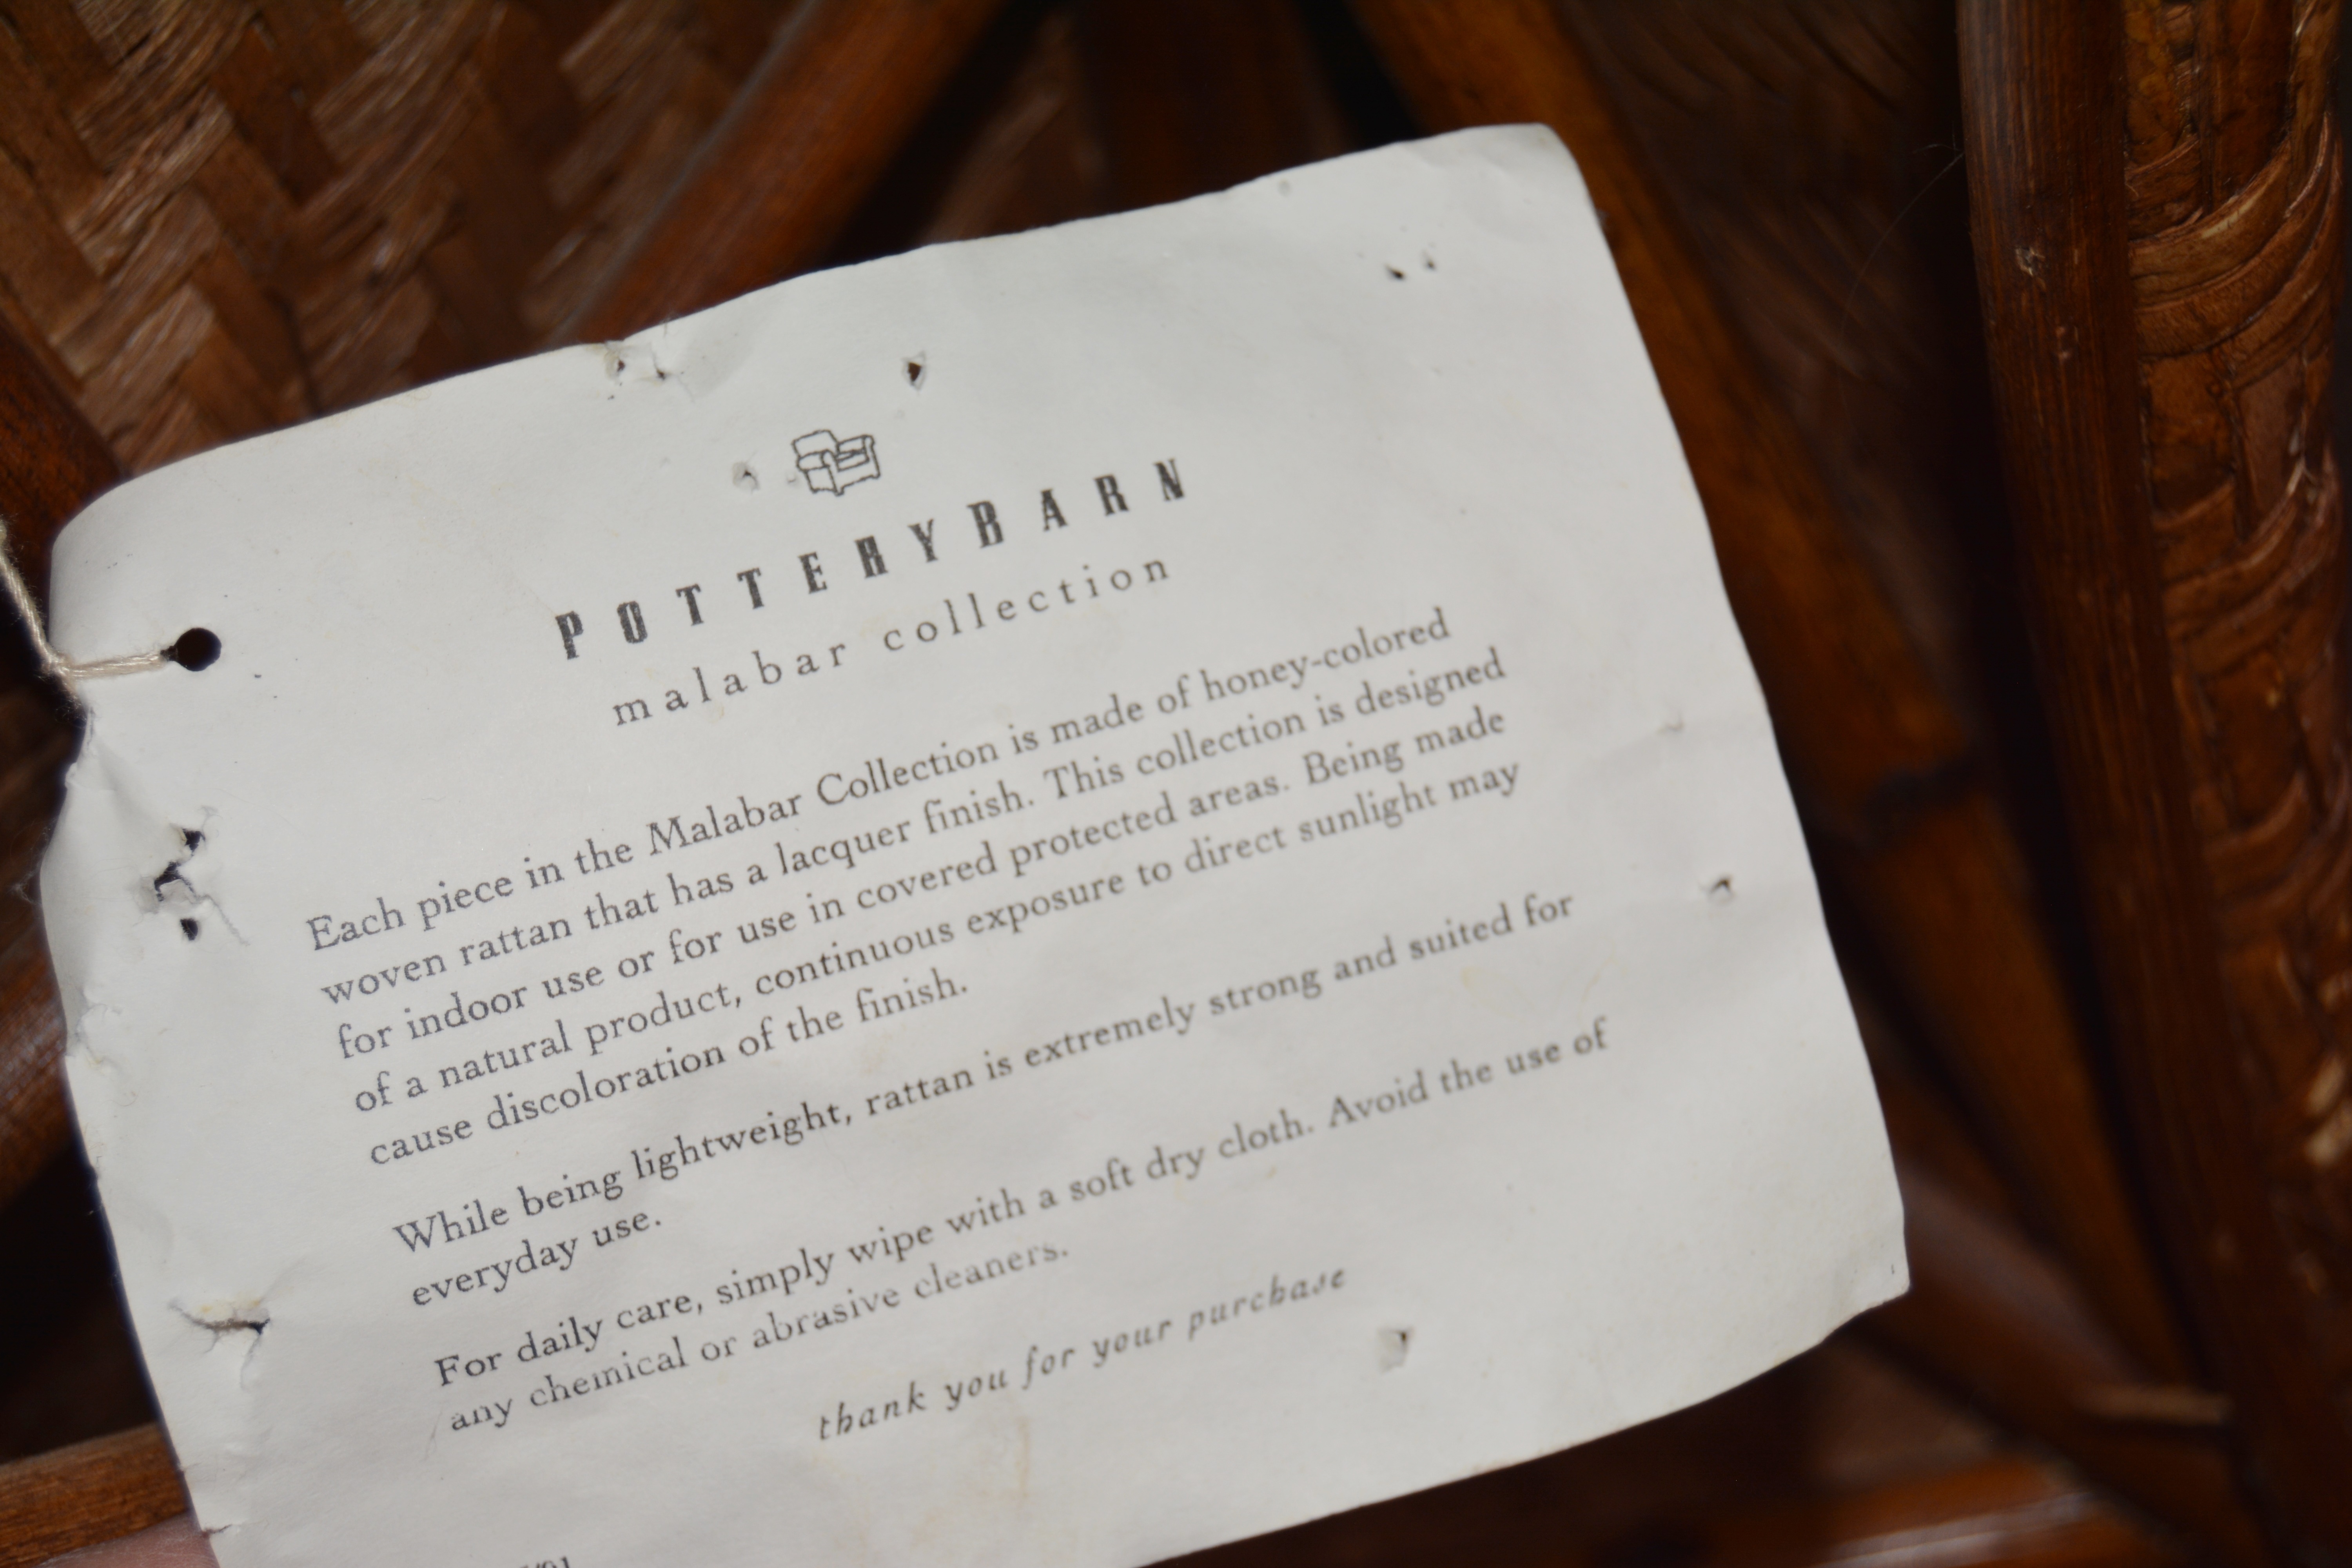 POTTERYBARN
malabar collection
Each piece in the Malabar Collection is made of honey-colored
woven rattan that has a lacquer finish. This collection is designed
for indoor use or for use in covered protected areas. Being made
of a natural product, continuous exposure to direct sunlight may
cause discoloration of the finish.
While being lightweight, rattan is extremely strong and suited for
everyday use.
For daily care, simply wipe with a soft dry cloth. Avoid the use of
any chemical or abrasive cleaners.
thank you for your purchase